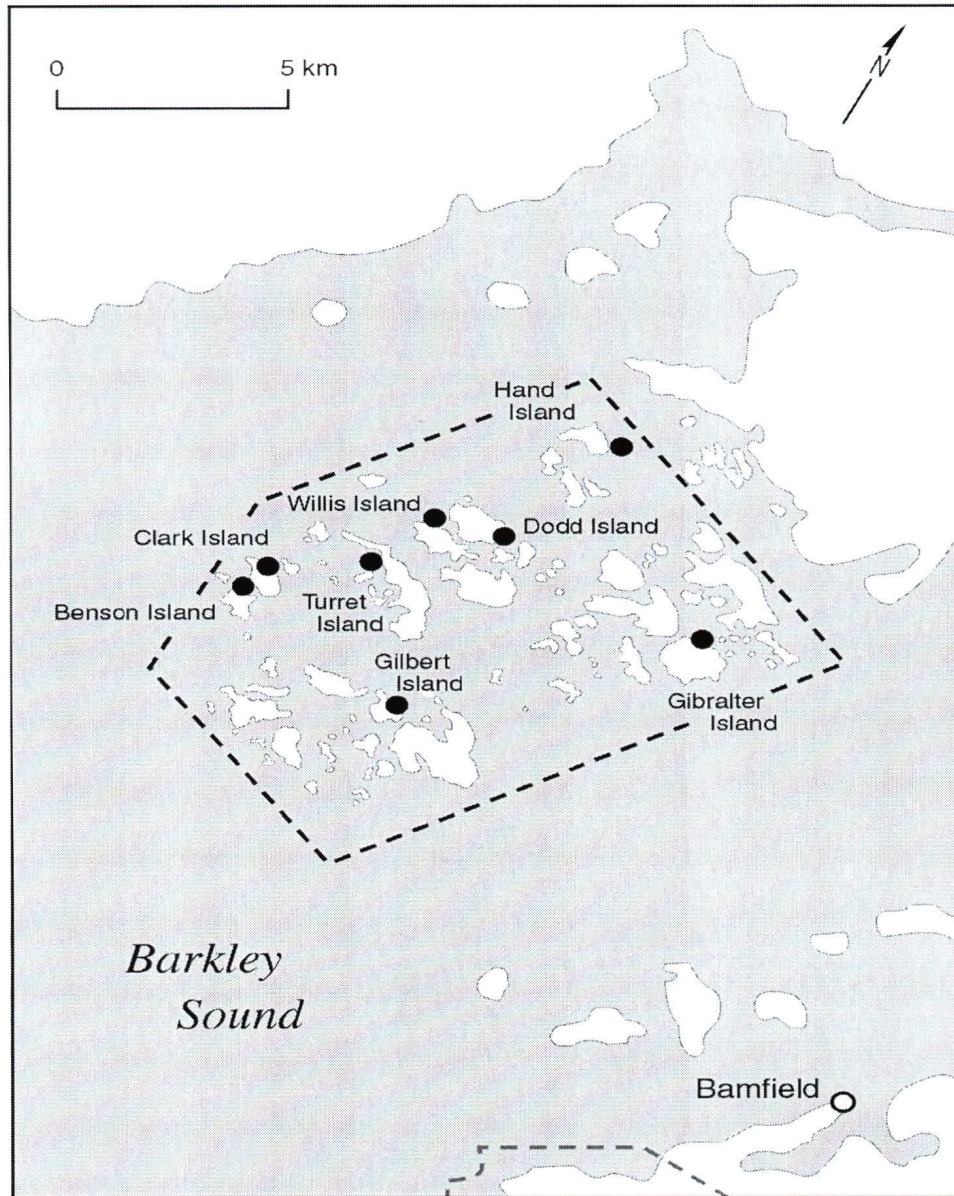 0 5 km
N
Hand
Island
Willis Island
Dodd Island
Clark Island
Benson Island
Turret
Island
Gilbert
Island
Gibralter
Island
Barkley
Sound
Bamfield